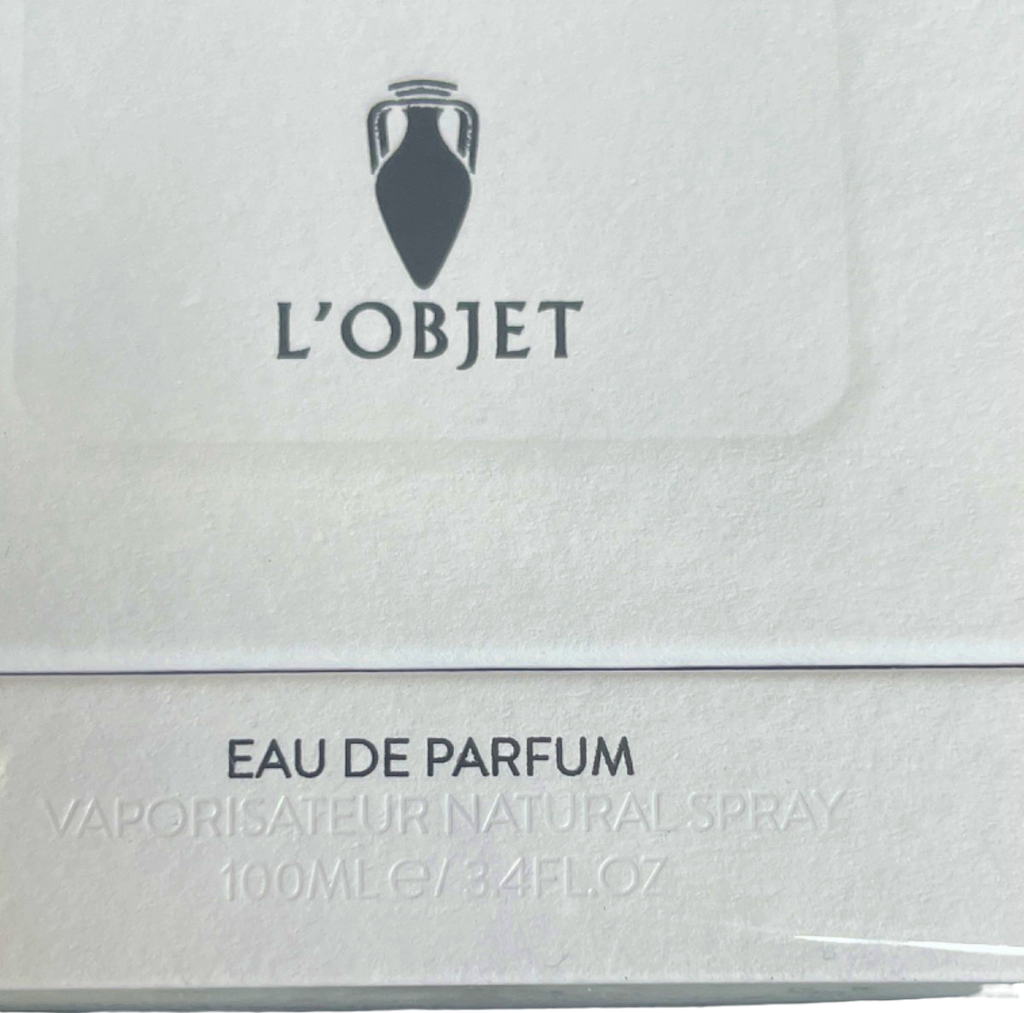 L'OBJET
EAU DE PARFUM
VAPORISATEUR NATURAL SPRAY
100ML e/ 3.4FL.OZ